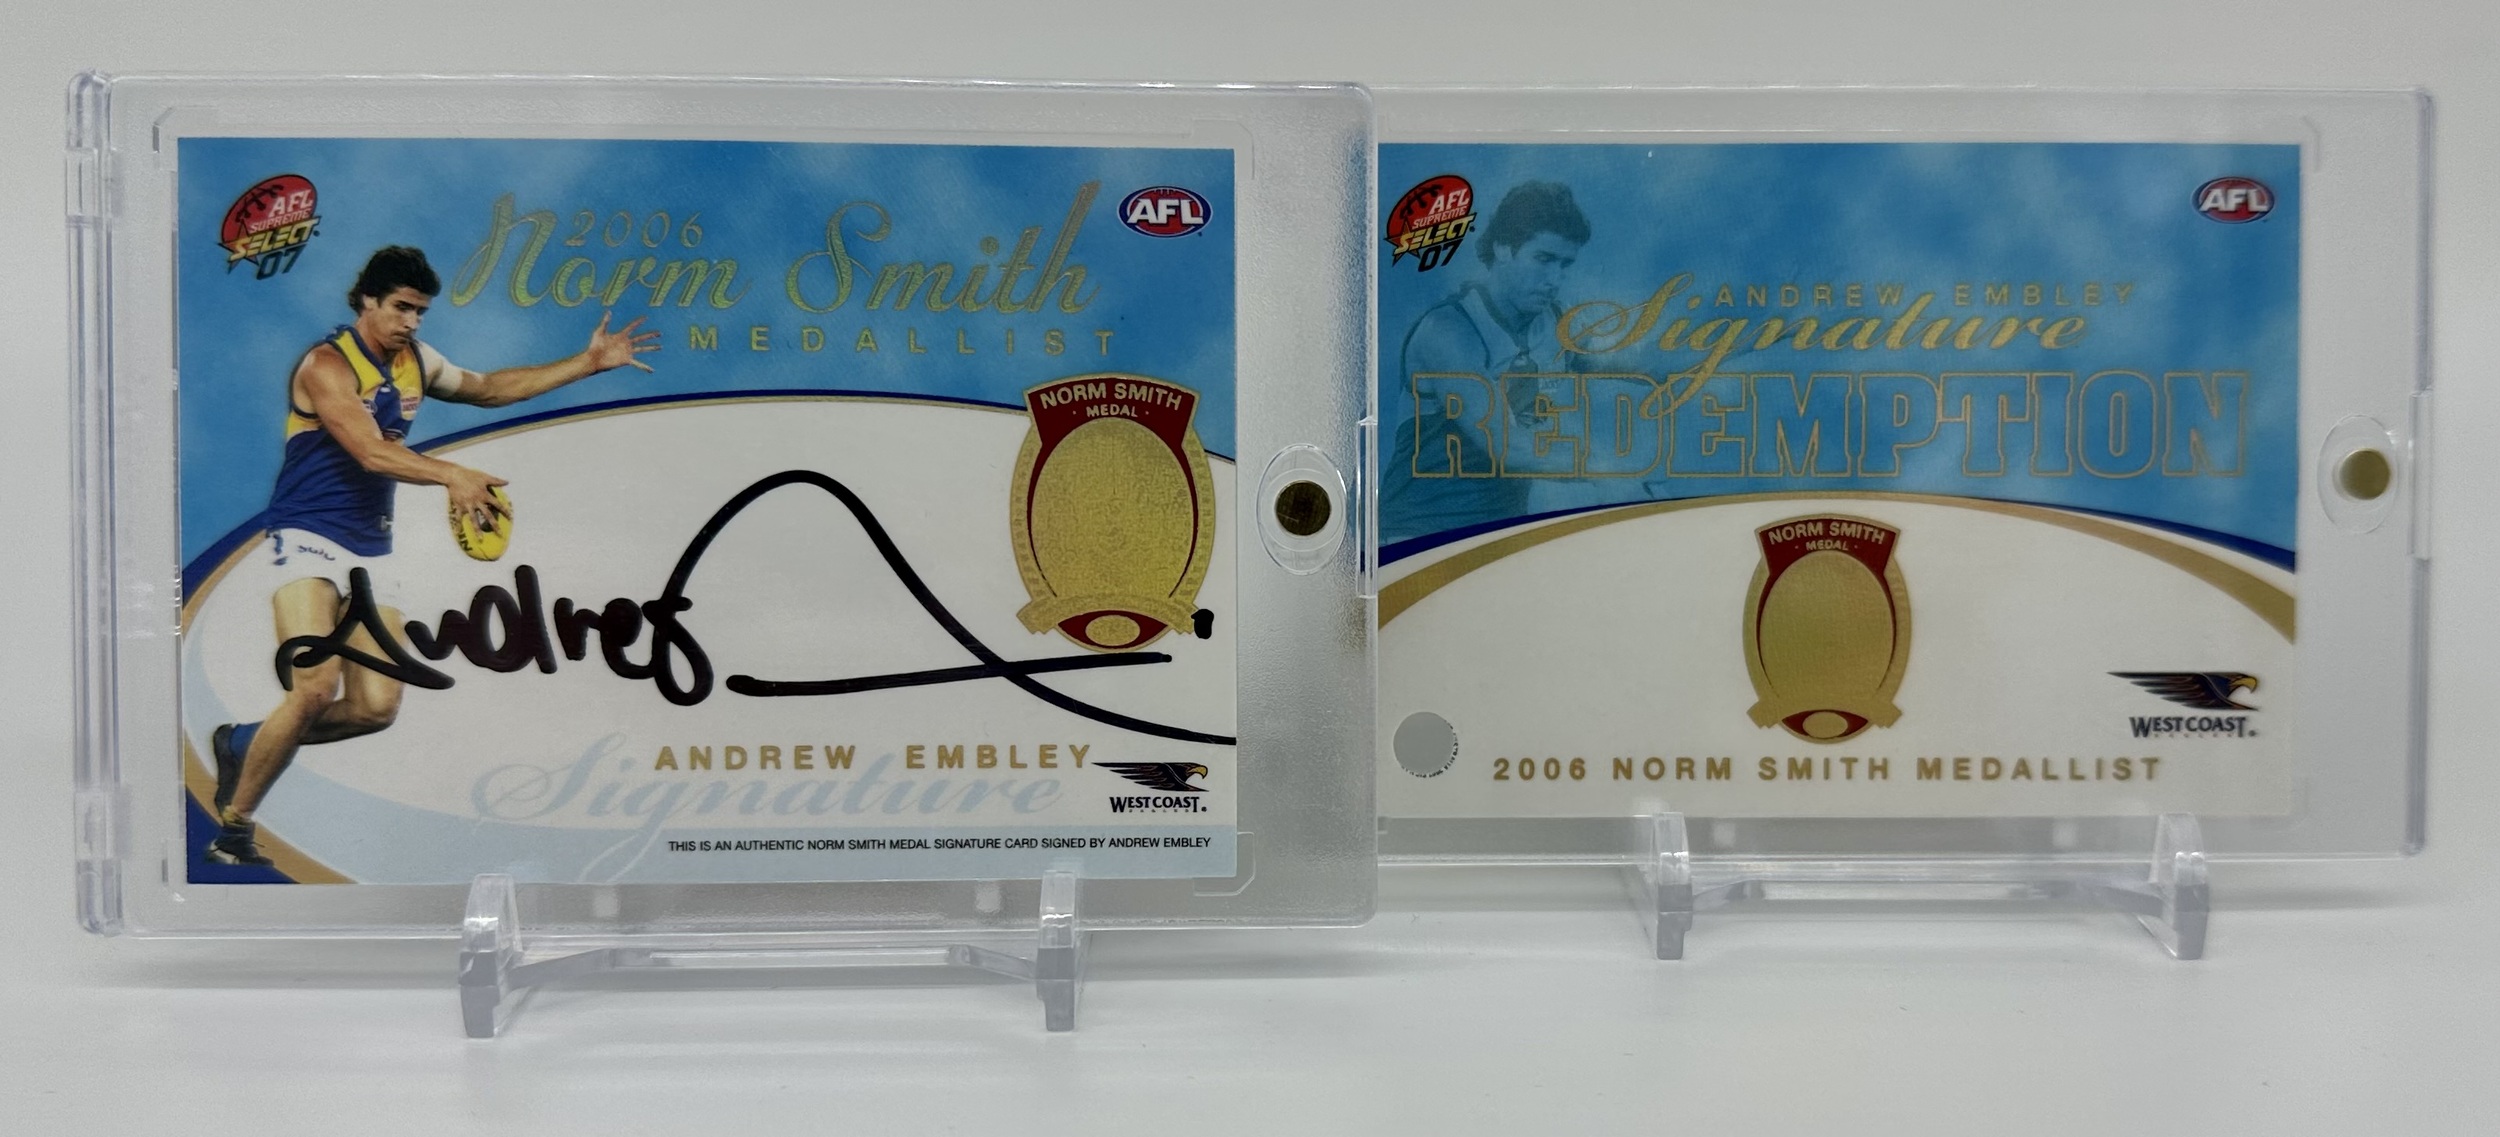 AFL
SUPREME
SELECT
07
2006
Norm Smith
MEDALLIST
AFL
NORM SMITH
· MEDAL ·
ANDREW EMBLEY
Signature
WEST COAST
THIS IS AN AUTHENTIC NORM SMITH MEDAL SIGNATURE CARD SIGNED BY ANDREW EMBLEY
AFL
SUPREME
SELECT
07
AFL
ANDREW EMBLEY
Signature
REDEMPTION
NORM SMITH
· MEDAL ·
WEST COAST
2006 NORM SMITH MEDALLIST